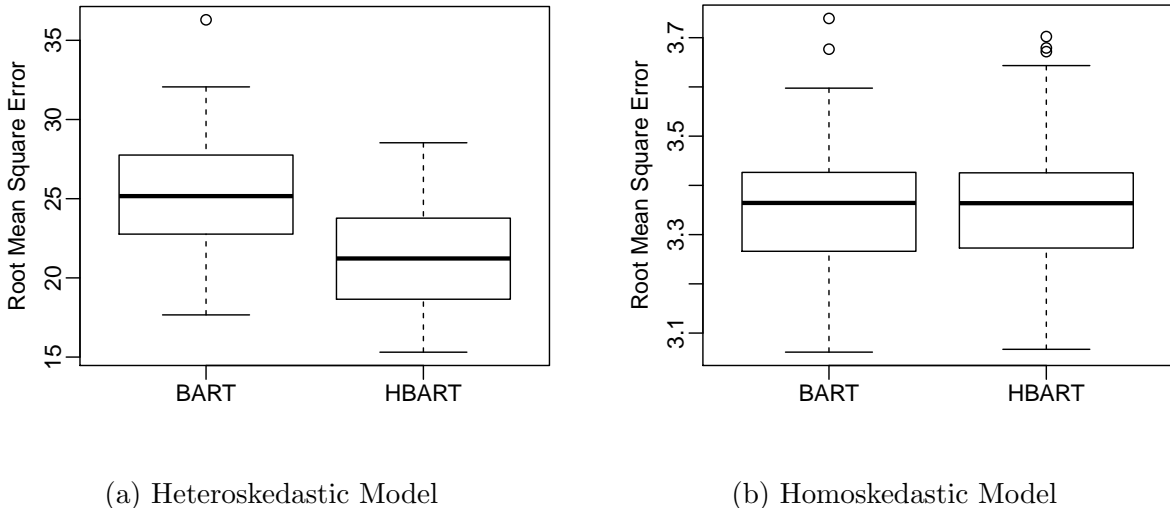 Root Mean Square Error
35
30
25
20
15
BART HBART
(a) Heteroskedastic Model
Root Mean Square Error
3.7
3.5
3.3
3.1
BART HBART
(b) Homoskedastic Model